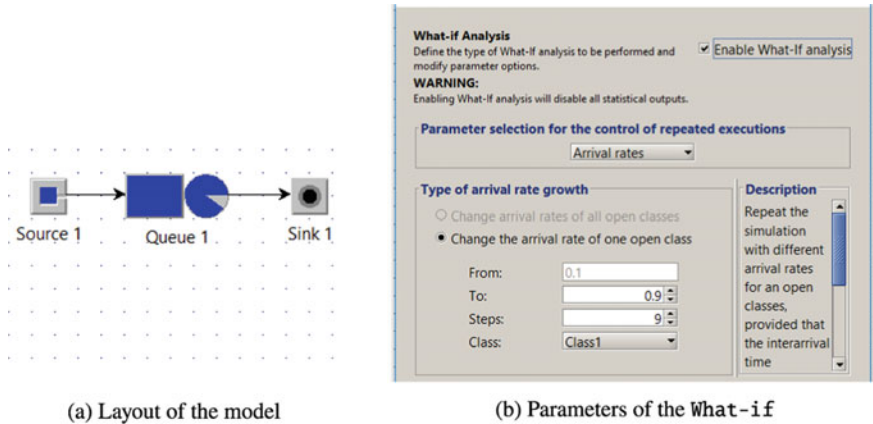 Source 1
Queue 1
Sink 1
(a) Layout of the model
What-if Analysis
Define the type of What-If analysis to be performed and
modify parameter options.
WARNING:
Enabling What-If analysis will disable all statistical outputs.
Enable What-If analysis
Parameter selection for the control of repeated executions
Arrival rates
Type of arrival rate growth
Change arrival rates of all open classes
Change the arrival rate of one open class
From: 0.1
To: 0.9
Steps: 9
Class: Class1
Description
Repeat the
simulation
with different
arrival rates
for an open
classes,
provided that
the interarrival
time
(b) Parameters of the What-if